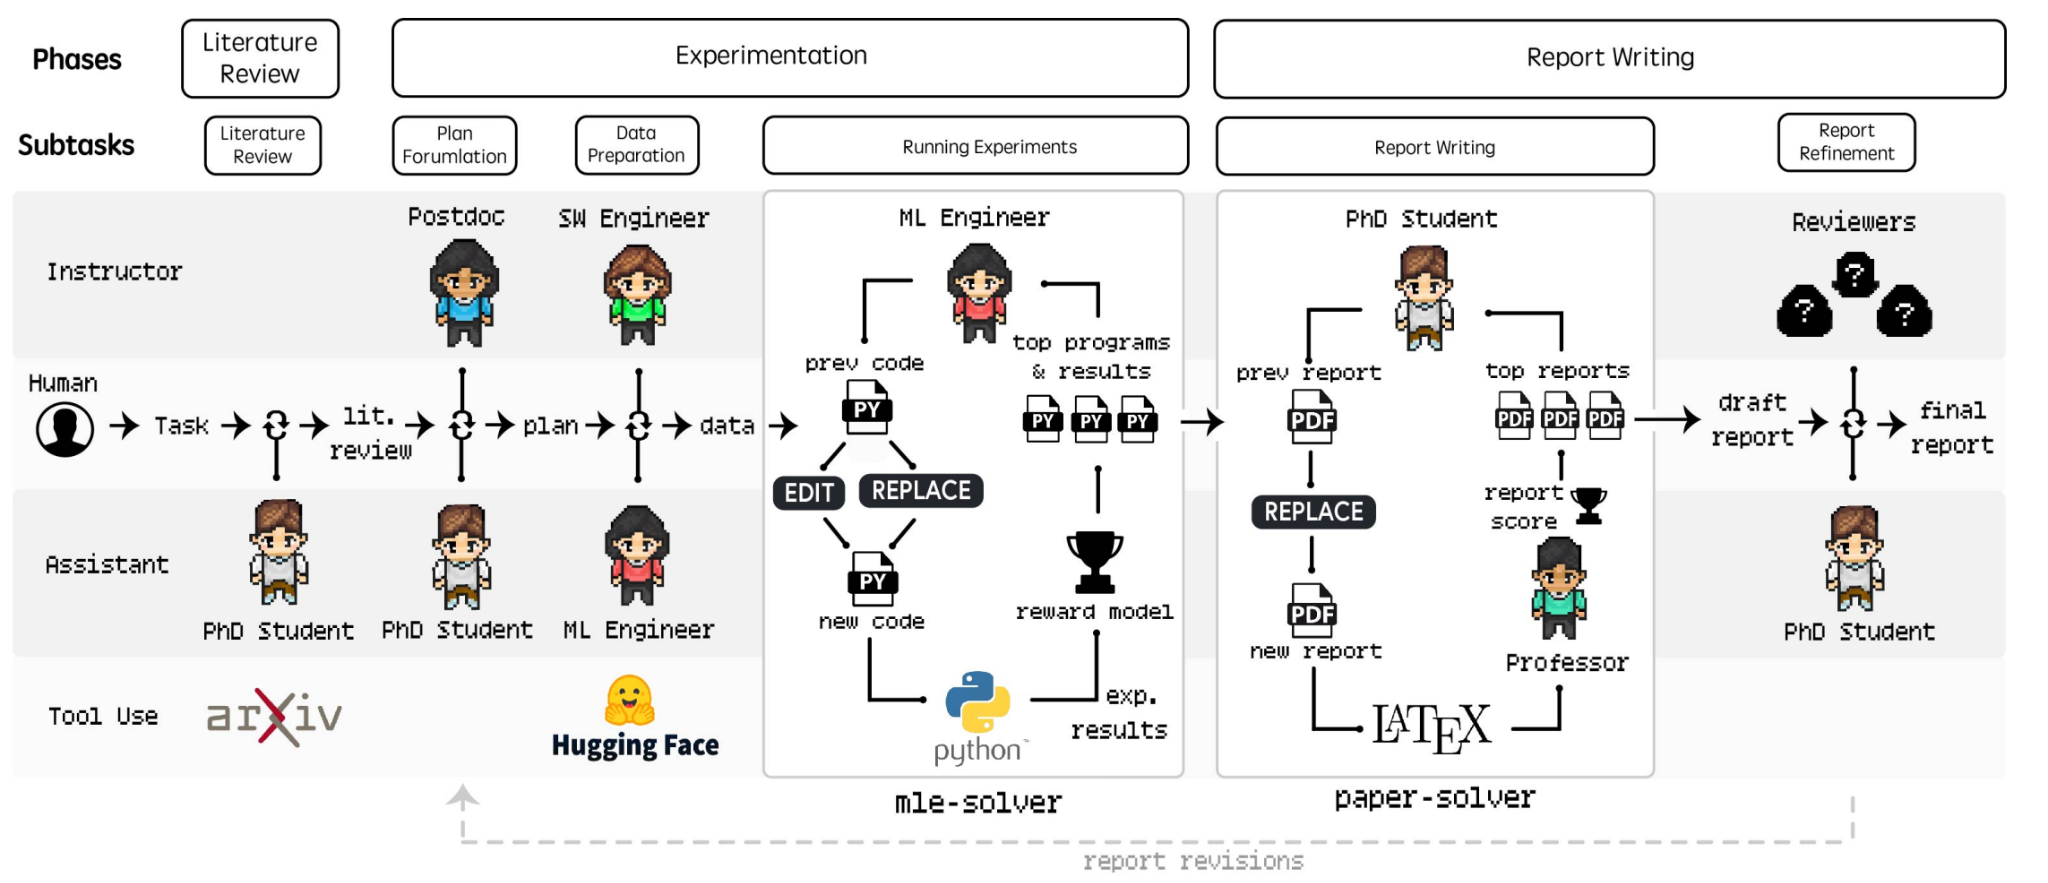 Phases
Literature
Review
Experimentation
Report Writing
Subtasks
Literature
Review
Plan
Forumlation
Data
Preparation
Running Experiments
Report Writing
Report
Refinement
Instructor
Postdoc
SW Engineer
ML Engineer
PhD Student
Reviewers
? ? ?
Human
Task
lit.
review
plan
data
prev code
PY
EDIT
REPLACE
PY
new code
python™
exp.
results
reward model
top programs
& results
PY PY PY
prev report
PDF
REPLACE
PDF
new report
LATEX
Professor
report
score
top reports
PDF PDF PDF
draft
report
final
report
Assistant
PhD Student
PhD Student
ML Engineer
PhD Student
Tool Use
arXiv
Hugging Face
mle-solver
paper-solver
report revisions